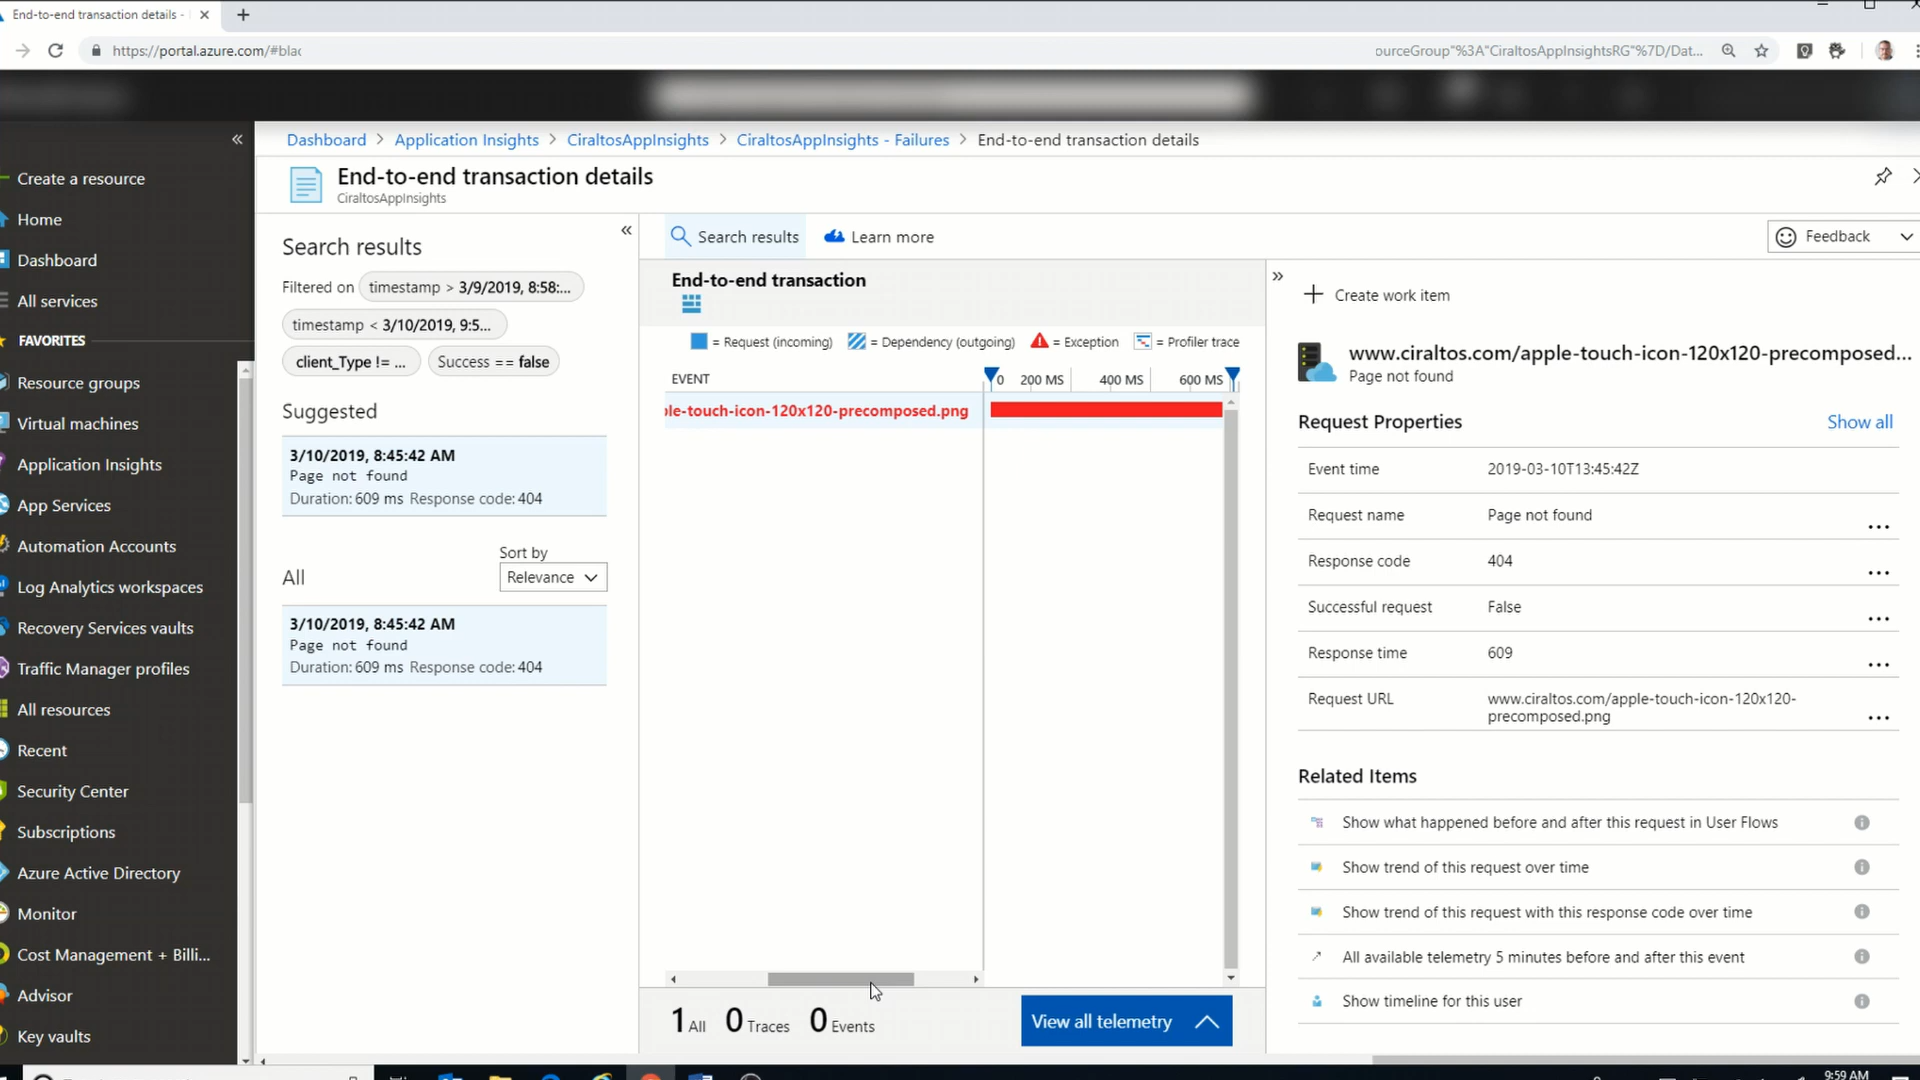 End-to-end transaction details -
https://portal.azure.com/#blac
ourceGroup"%3A"CiraltosAppInsightsRG"%7D/Dat...
Dashboard > Application Insights > CiraltosAppInsights > CiraltosAppInsights - Failures > End-to-end transaction details
End-to-end transaction details
CiraltosAppInsights
Create a resource
Home
Dashboard
All services
FAVORITES
Resource groups
Virtual machines
Application Insights
App Services
Automation Accounts
Log Analytics workspaces
Recovery Services vaults
Traffic Manager profiles
All resources
Recent
Security Center
Subscriptions
Azure Active Directory
Monitor
Cost Management + Billi...
Advisor
Key vaults
Search results
Filtered on timestamp > 3/9/2019, 8:58:...
timestamp < 3/10/2019, 9:5...
client_Type != ... Success == false
Suggested
3/10/2019, 8:45:42 AM
Page not found
Duration: 609 ms Response code: 404
Sort by
All Relevance
3/10/2019, 8:45:42 AM
Page not found
Duration: 609 ms Response code: 404
Search results Learn more
Feedback
End-to-end transaction
= Request (incoming) = Dependency (outgoing) = Exception = Profiler trace
EVENT 0 200 MS 400 MS 600 MS
le-touch-icon-120x120-precomposed.png
1 All 0 Traces 0 Events
View all telemetry
Create work item
www.ciraltos.com/apple-touch-icon-120x120-precomposed...
Page not found
Request Properties Show all
Event time 2019-03-10T13:45:42Z
Request name Page not found ...
Response code 404 ...
Successful request False ...
Response time 609 ...
Request URL www.ciraltos.com/apple-touch-icon-120x120-
precomposed.png ...
Related Items
Show what happened before and after this request in User Flows
Show trend of this request over time
Show trend of this request with this response code over time
All available telemetry 5 minutes before and after this event
Show timeline for this user
9:59 AM